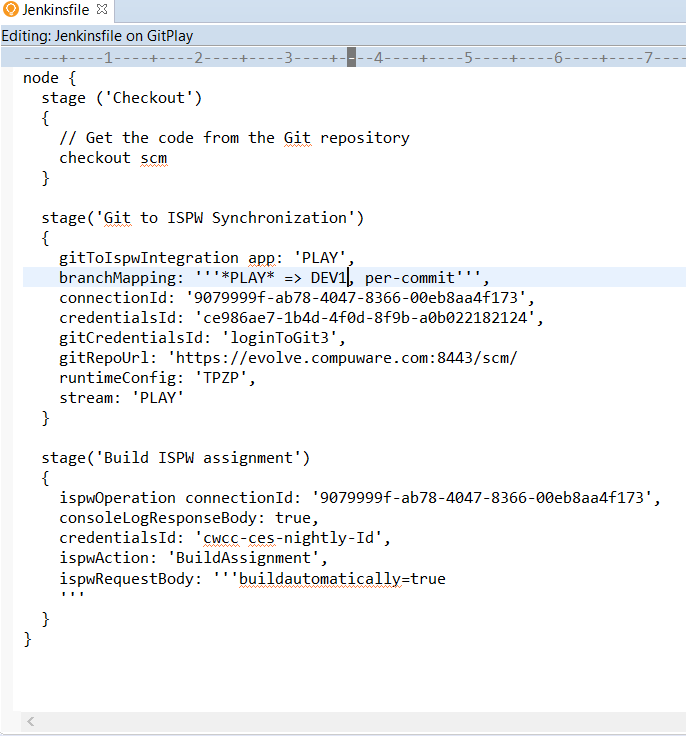 Jenkinsfile
Editing: Jenkinsfile on GitPlay
----+----1----+----2----+----3----+----4----+----5----+----6----+----7----
node {
  stage ('Checkout')
  {
    // Get the code from the Git repository
    checkout scm
  }
  stage('Git to ISPW Synchronization')
  {
    gitToIspwIntegration app: 'PLAY',
    branchMapping: '''*PLAY* => DEV1, per-commit''',
    connectionId: '9079999f-ab78-4047-8366-00eb8aa4f173',
    credentialsId: 'ce986ae7-1b4d-4f0d-8f9b-a0b022182124',
    gitCredentialsId: 'loginToGit3',
    gitRepoUrl: 'https://evolve.compuware.com:8443/scm/
    runtimeConfig: 'TPZP',
    stream: 'PLAY'
  }
  stage('Build ISPW assignment')
  {
    ispwOperation connectionId: '9079999f-ab78-4047-8366-00eb8aa4f173',
    consoleLogResponseBody: true,
    credentialsId: 'cwcc-ces-nightly-Id',
    ispwAction: 'BuildAssignment',
    ispwRequestBody: '''buildautomatically=true
    '''
  }
}